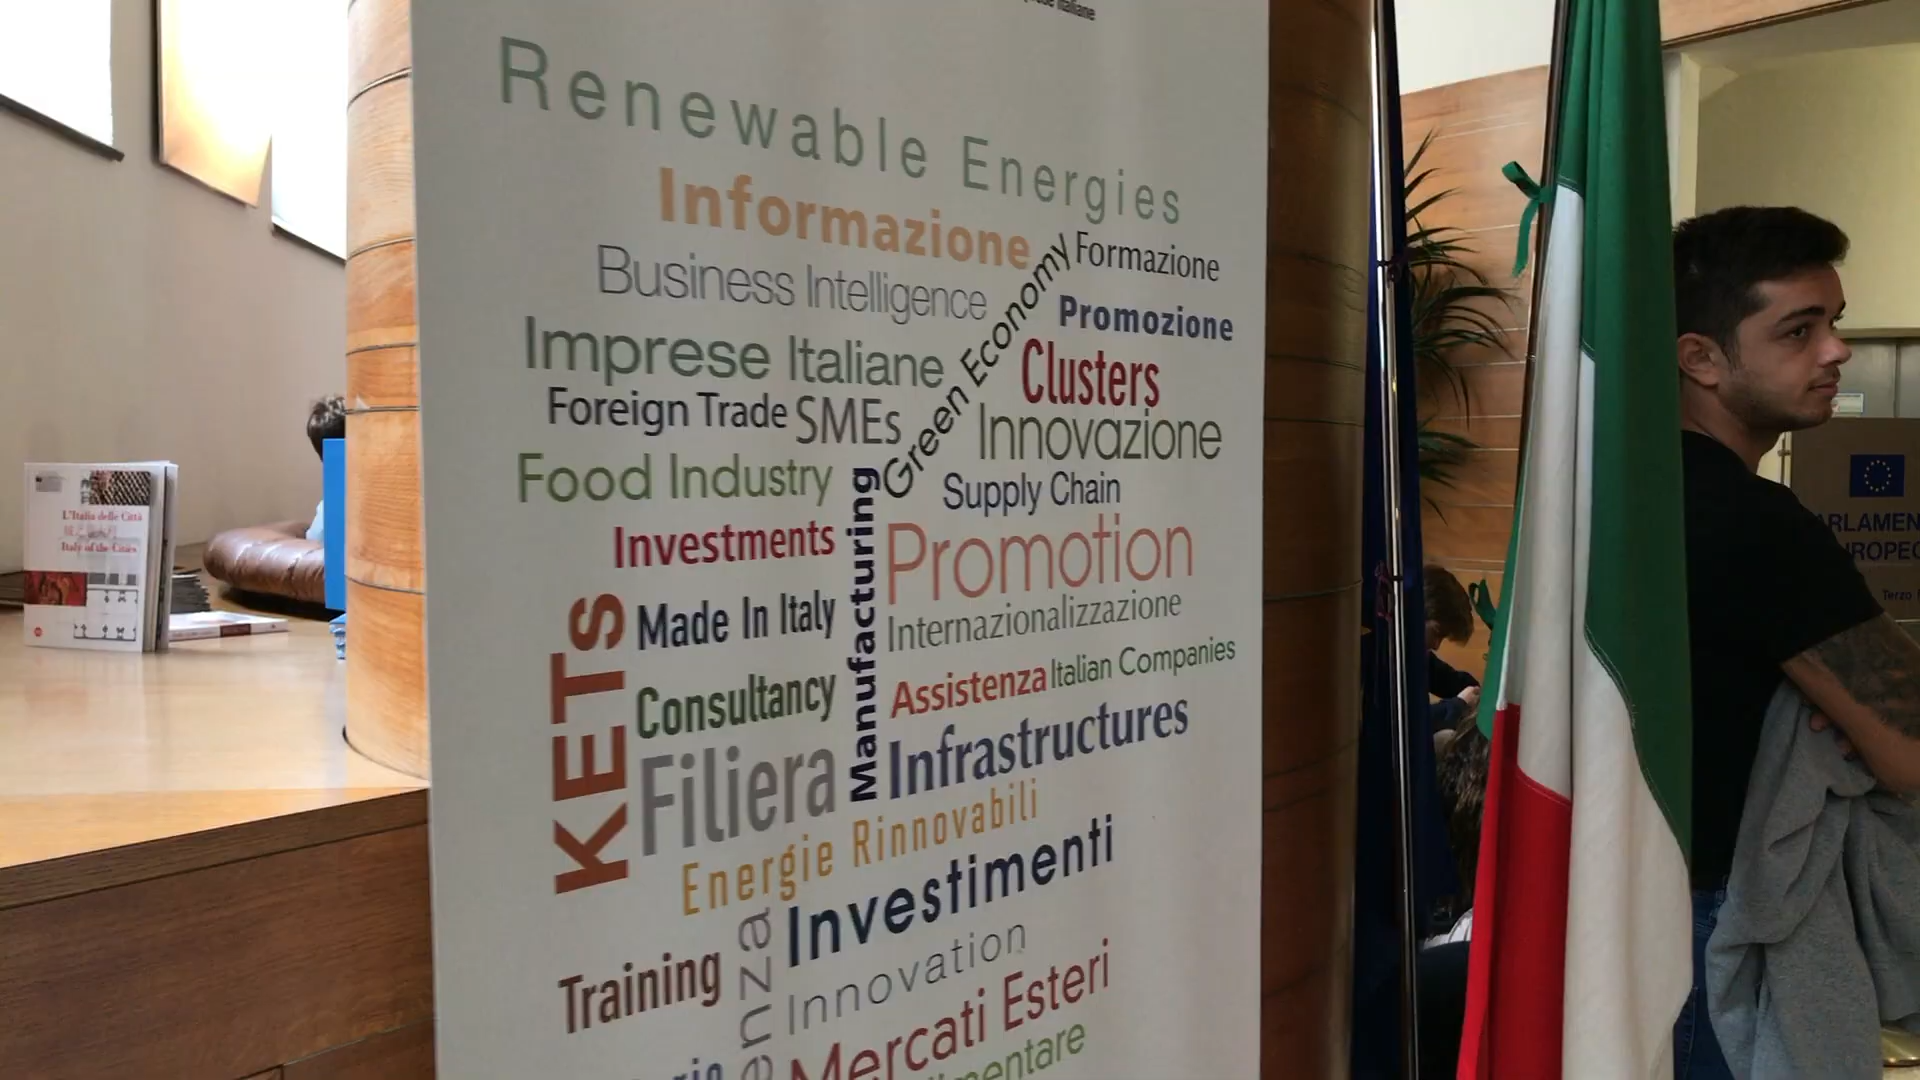 Italiane
Renewable Energies
Informazione
Formazione
Business Intelligence
Green Economy
Promozione
Imprese Italiane
Clusters
Foreign Trade
SMEs
Innovazione
Food Industry
Supply Chain
Investments
Manufacturing
Promotion
KETS
Made In Italy
Internazionalizzazione
Consultancy
Assistenza
Italian Companies
Filiera
Infrastructures
Energie Rinnovabili
Investimenti
Training
Innovation
Mercati Esteri
L'Italia delle Città
Italy of the Cities
Terzo